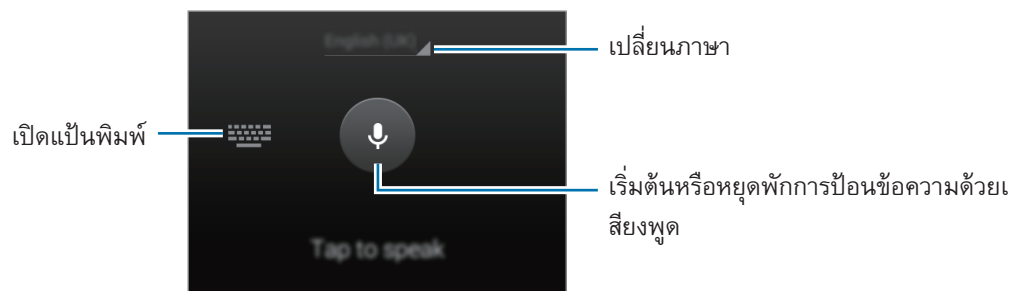 English (UK)
เปลี่ยนภาษา
เปิดแป้นพิมพ์
เริ่มต้นหรือหยุดพักการป้อนข้อความด้วยเ
สียงพูด
Tap to speak